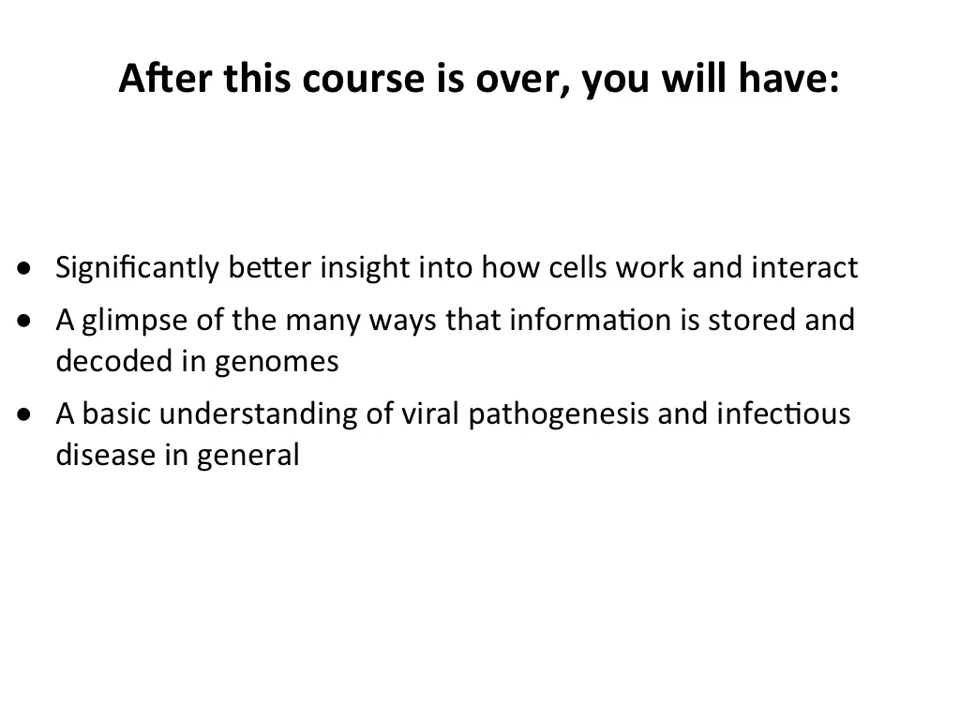 After this course is over, you will have:
● Significantly better insight into how cells work and interact
● A glimpse of the many ways that information is stored and
decoded in genomes
● A basic understanding of viral pathogenesis and infectious
disease in general